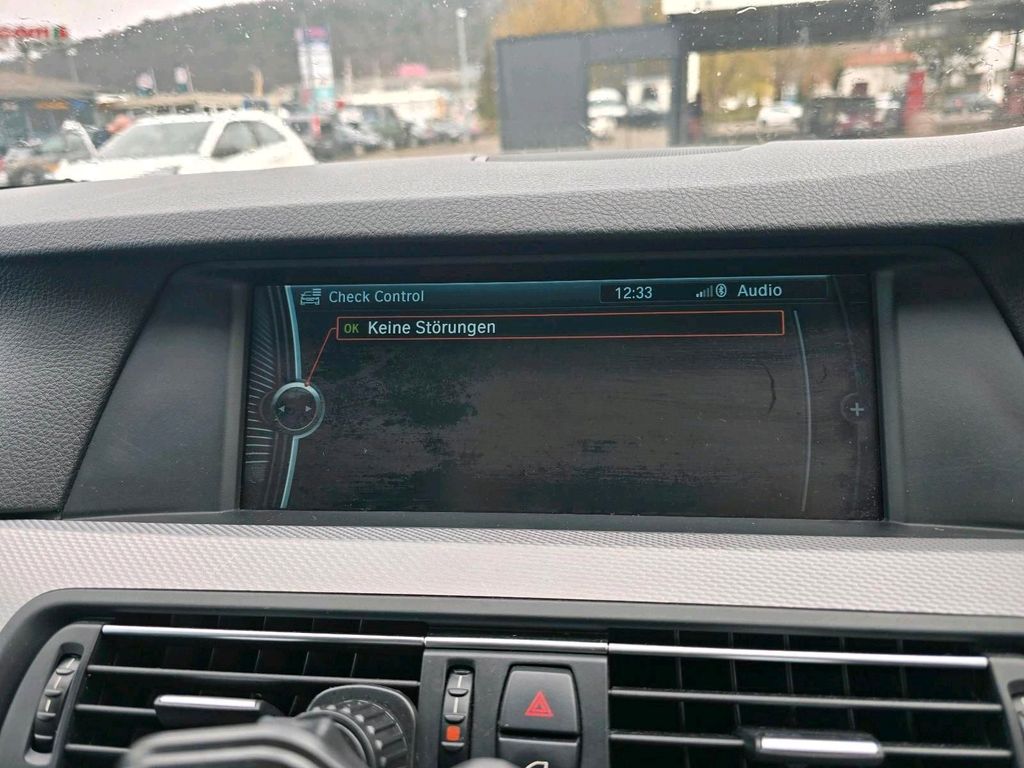 Check Control
12:33
Audio
OK Keine Störungen